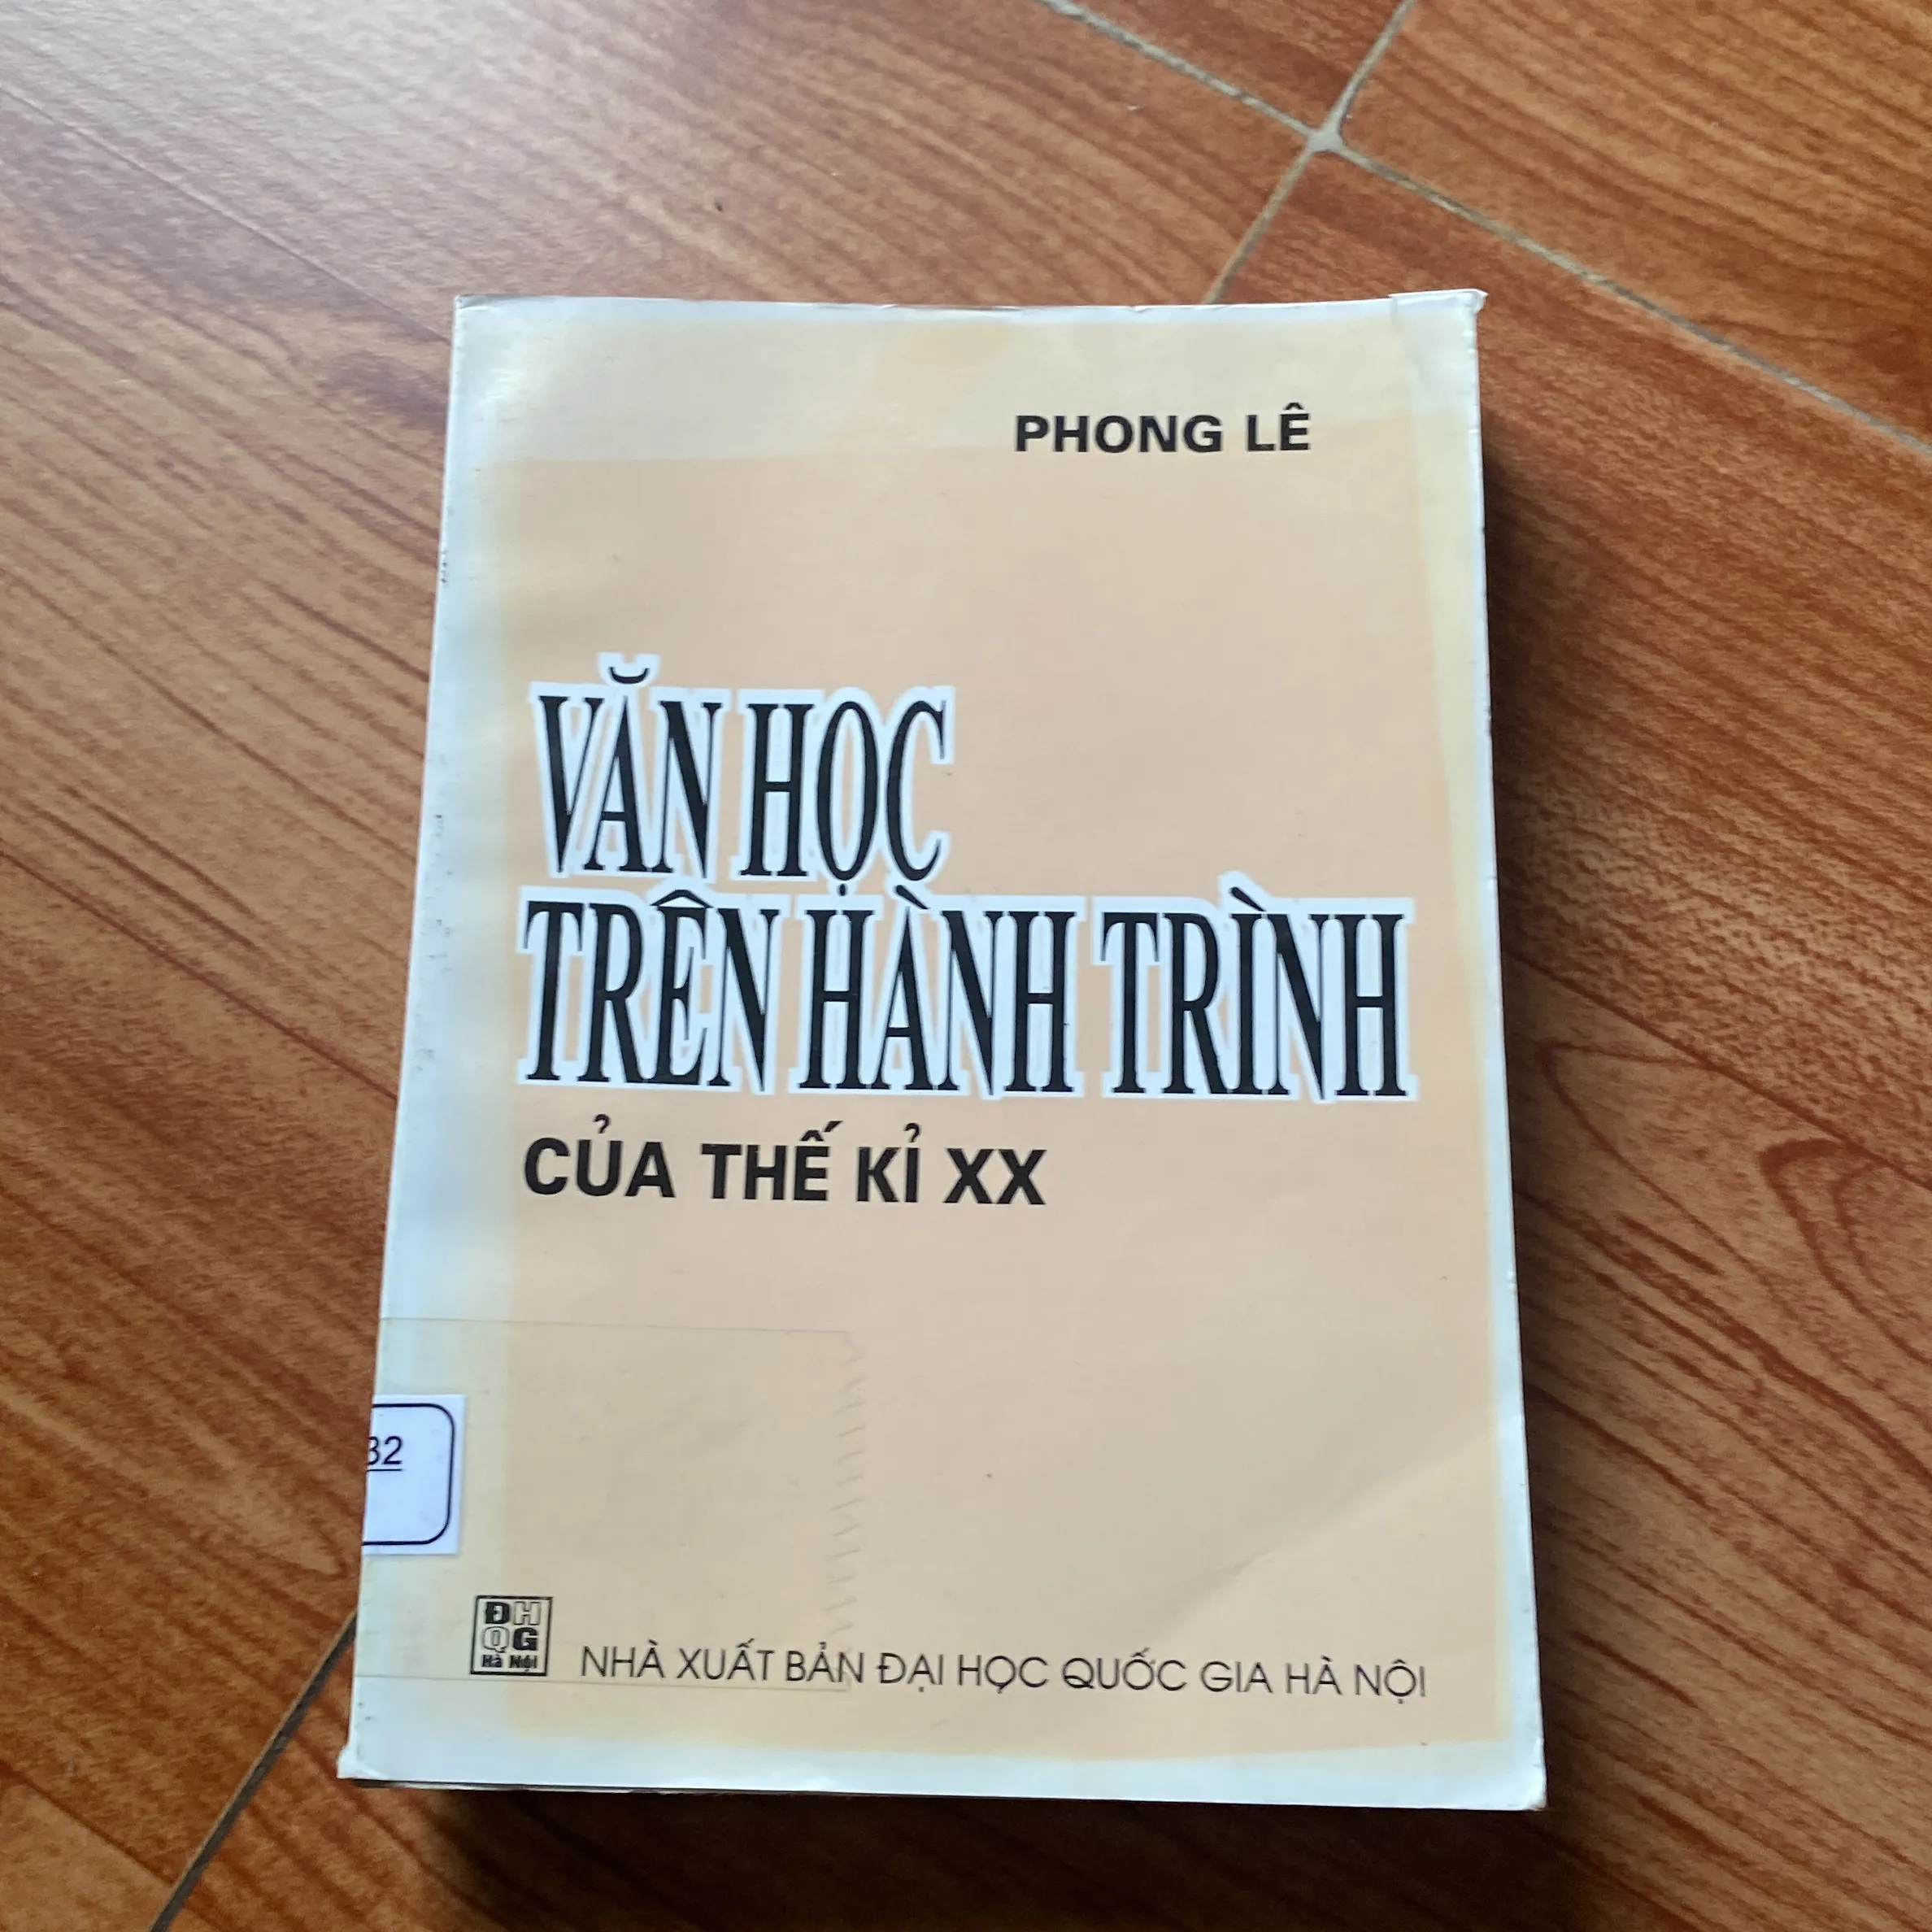 PHONG LÊ
VĂN HỌC
TRÊN HÀNH TRÌNH
CỦA THẾ KỈ XX
32
ĐH
QG
Hà Nội
NHÀ XUẤT BẢN ĐẠI HỌC QUỐC GIA HÀ NỘI